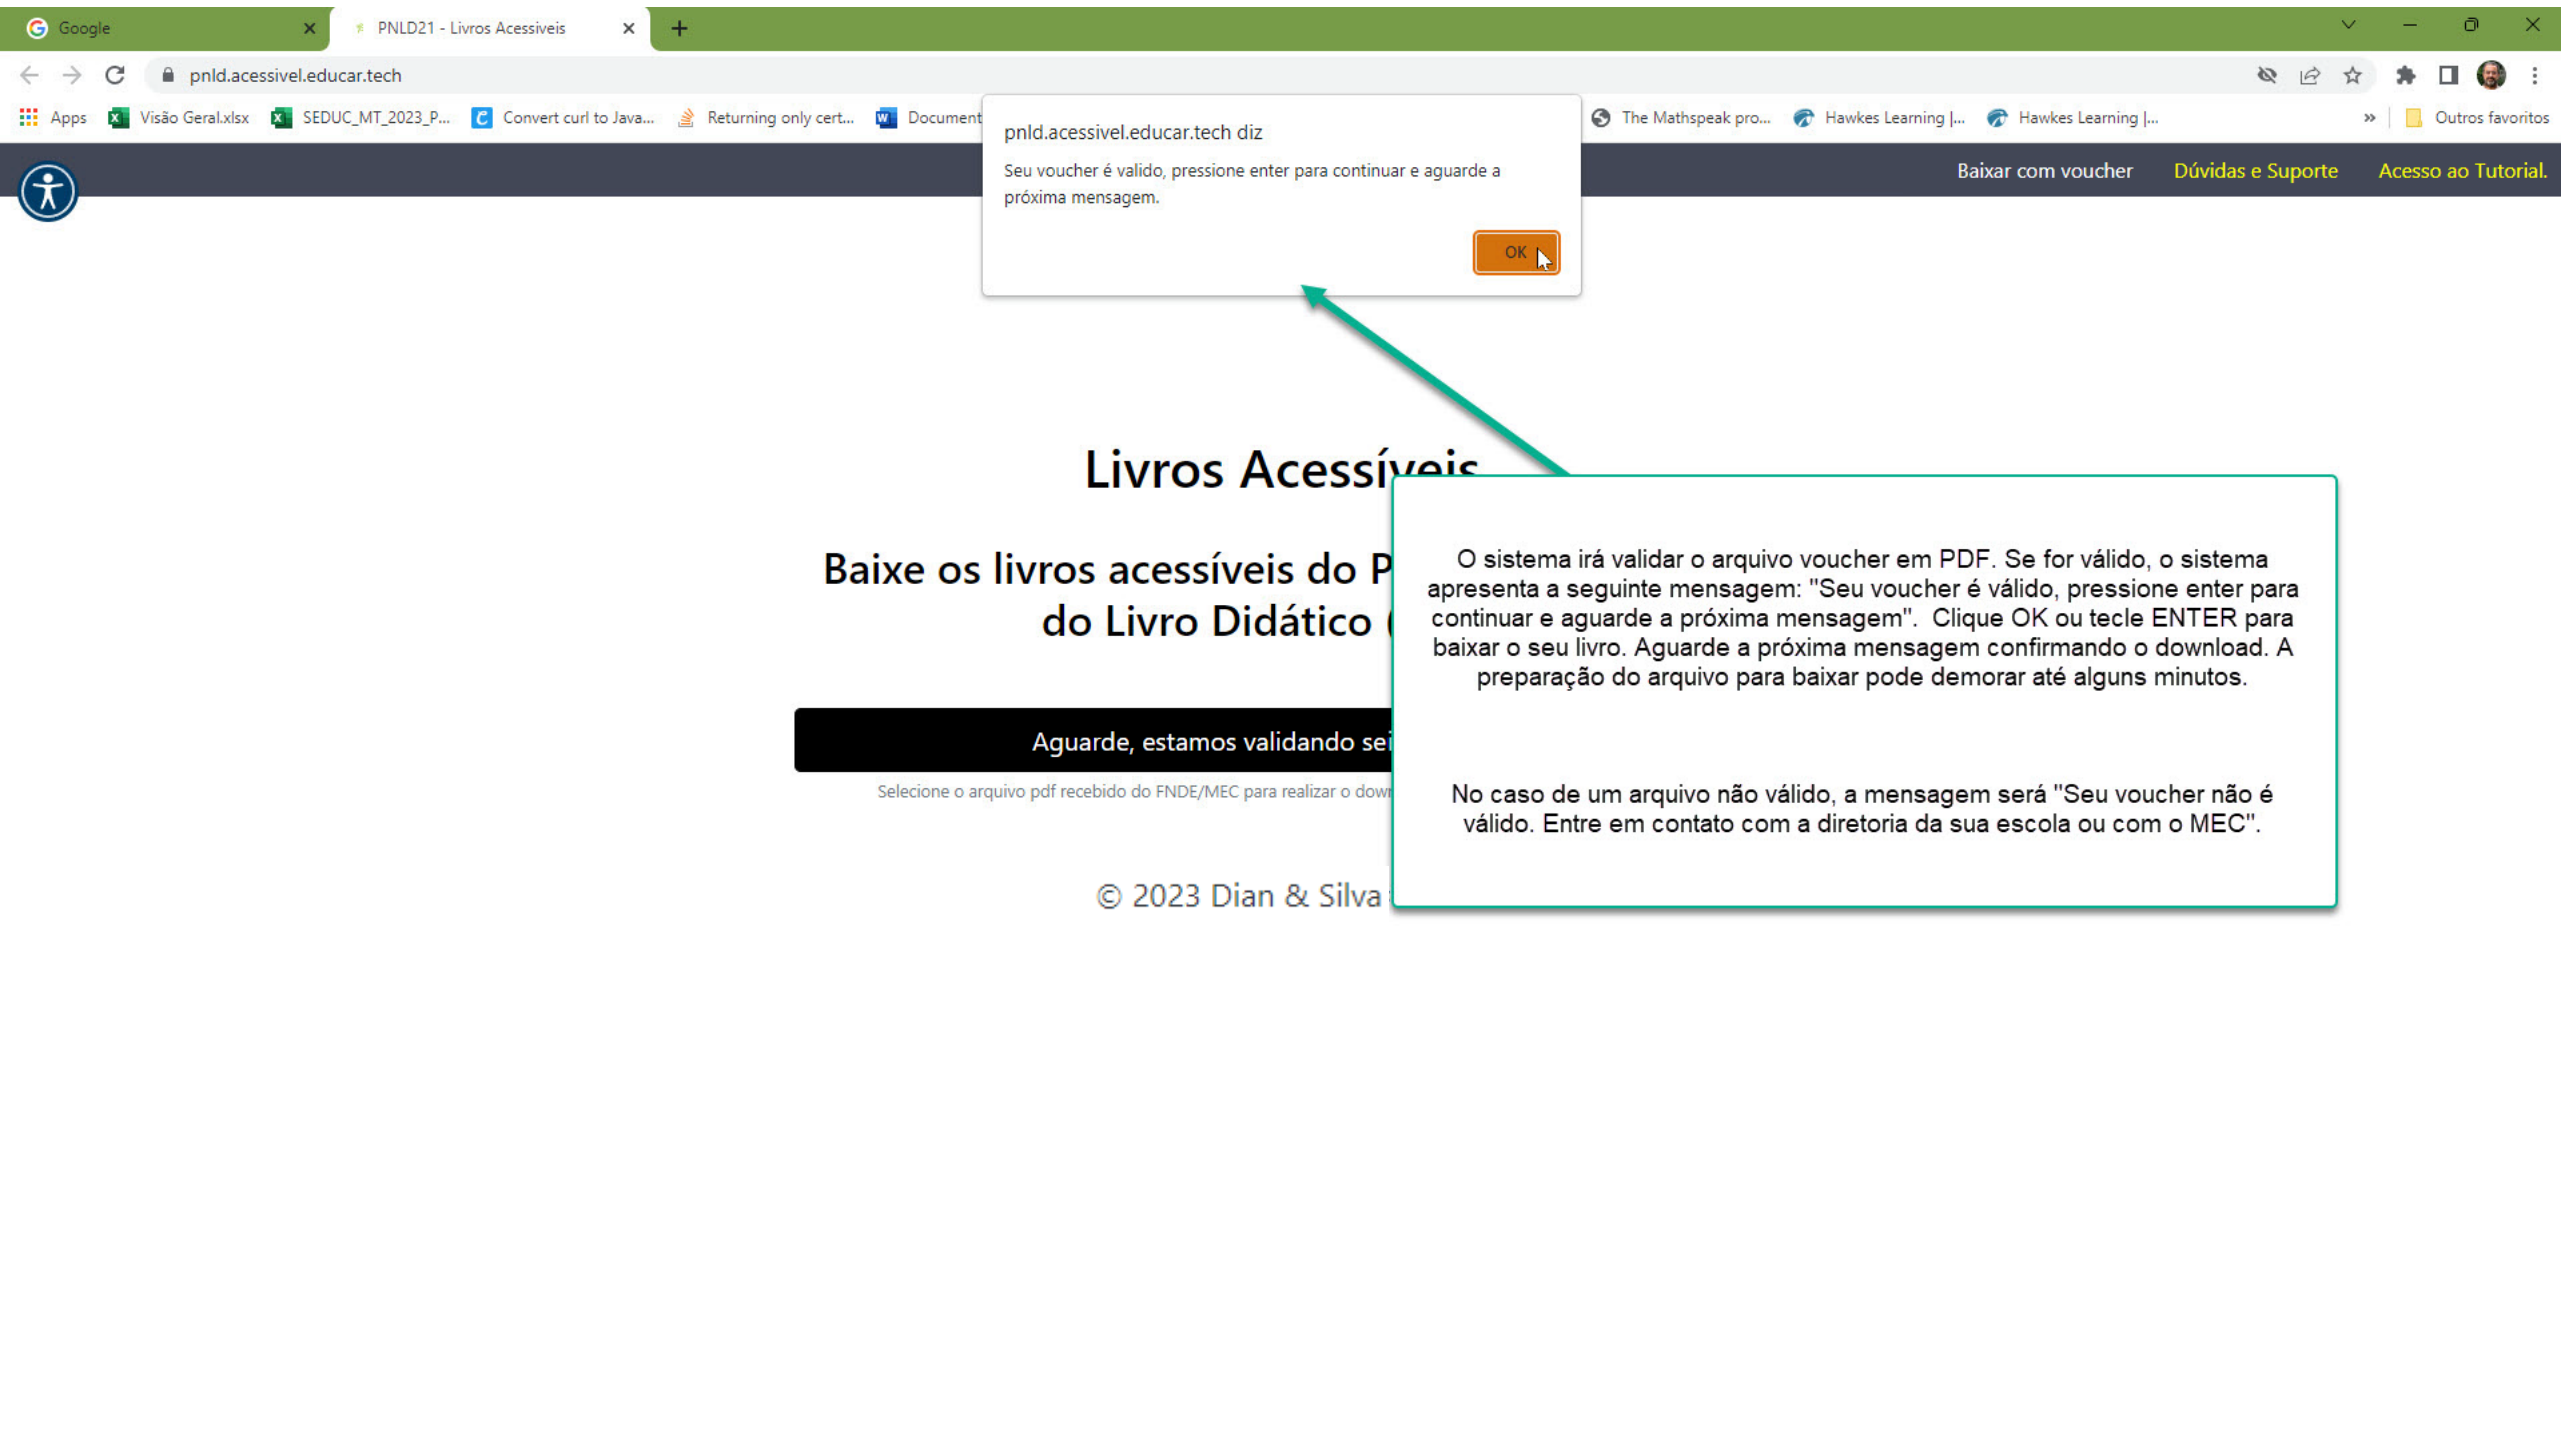 Google
PNLD21 - Livros Acessiveis
pnld.acessivel.educar.tech
Apps Visão Geral.xlsx SEDUC_MT_2023_P... Convert curl to Java... Returning only cert... Document The Mathspeak pro... Hawkes Learning |... Hawkes Learning |... » Outros favoritos
pnld.acessivel.educar.tech diz
Seu voucher é valido, pressione enter para continuar e aguarde a
próxima mensagem.
OK
Baixar com voucher Dúvidas e Suporte Acesso ao Tutorial.
Livros Acessíveis
Baixe os livros acessíveis do P
do Livro Didático (
Aguarde, estamos validando sei
Selecione o arquivo pdf recebido do FNDE/MEC para realizar o dowr
© 2023 Dian & Silva
O sistema irá validar o arquivo voucher em PDF. Se for válido, o sistema
apresenta a seguinte mensagem: "Seu voucher é válido, pressione enter para
continuar e aguarde a próxima mensagem". Clique OK ou tecle ENTER para
baixar o seu livro. Aguarde a próxima mensagem confirmando o download. A
preparação do arquivo para baixar pode demorar até alguns minutos.
No caso de um arquivo não válido, a mensagem será "Seu voucher não é
válido. Entre em contato com a diretoria da sua escola ou com o MEC".